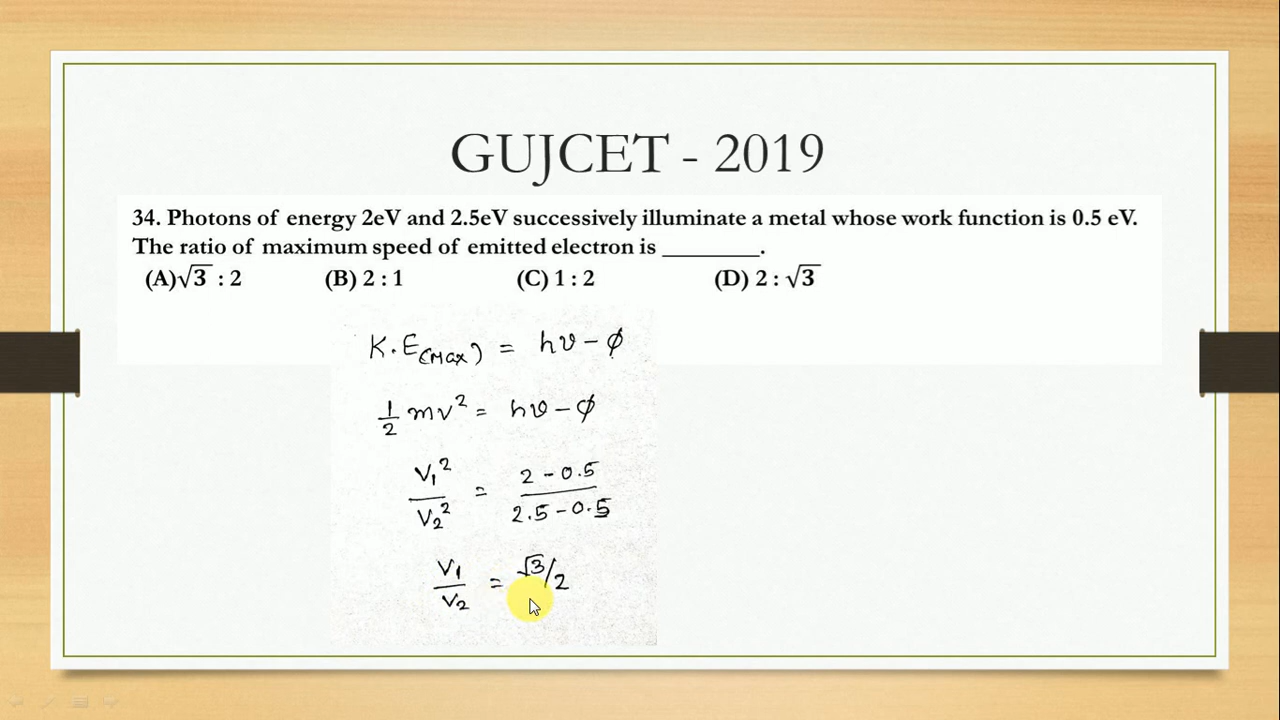 GUJCET - 2019
34. Photons of energy 2eV and 2.5eV successively illuminate a metal whose work function is 0.5 eV.
The ratio of maximum speed of emitted electron is ________.
(A)√3 : 2 (B) 2 : 1 (C) 1 : 2 (D) 2 : √3
K.E(Max) = hν - φ
1/2 mv² = hν - φ
V₁²/V₂² = 2 - 0.5/2.5 - 0.5
V₁/V₂ = √3/2